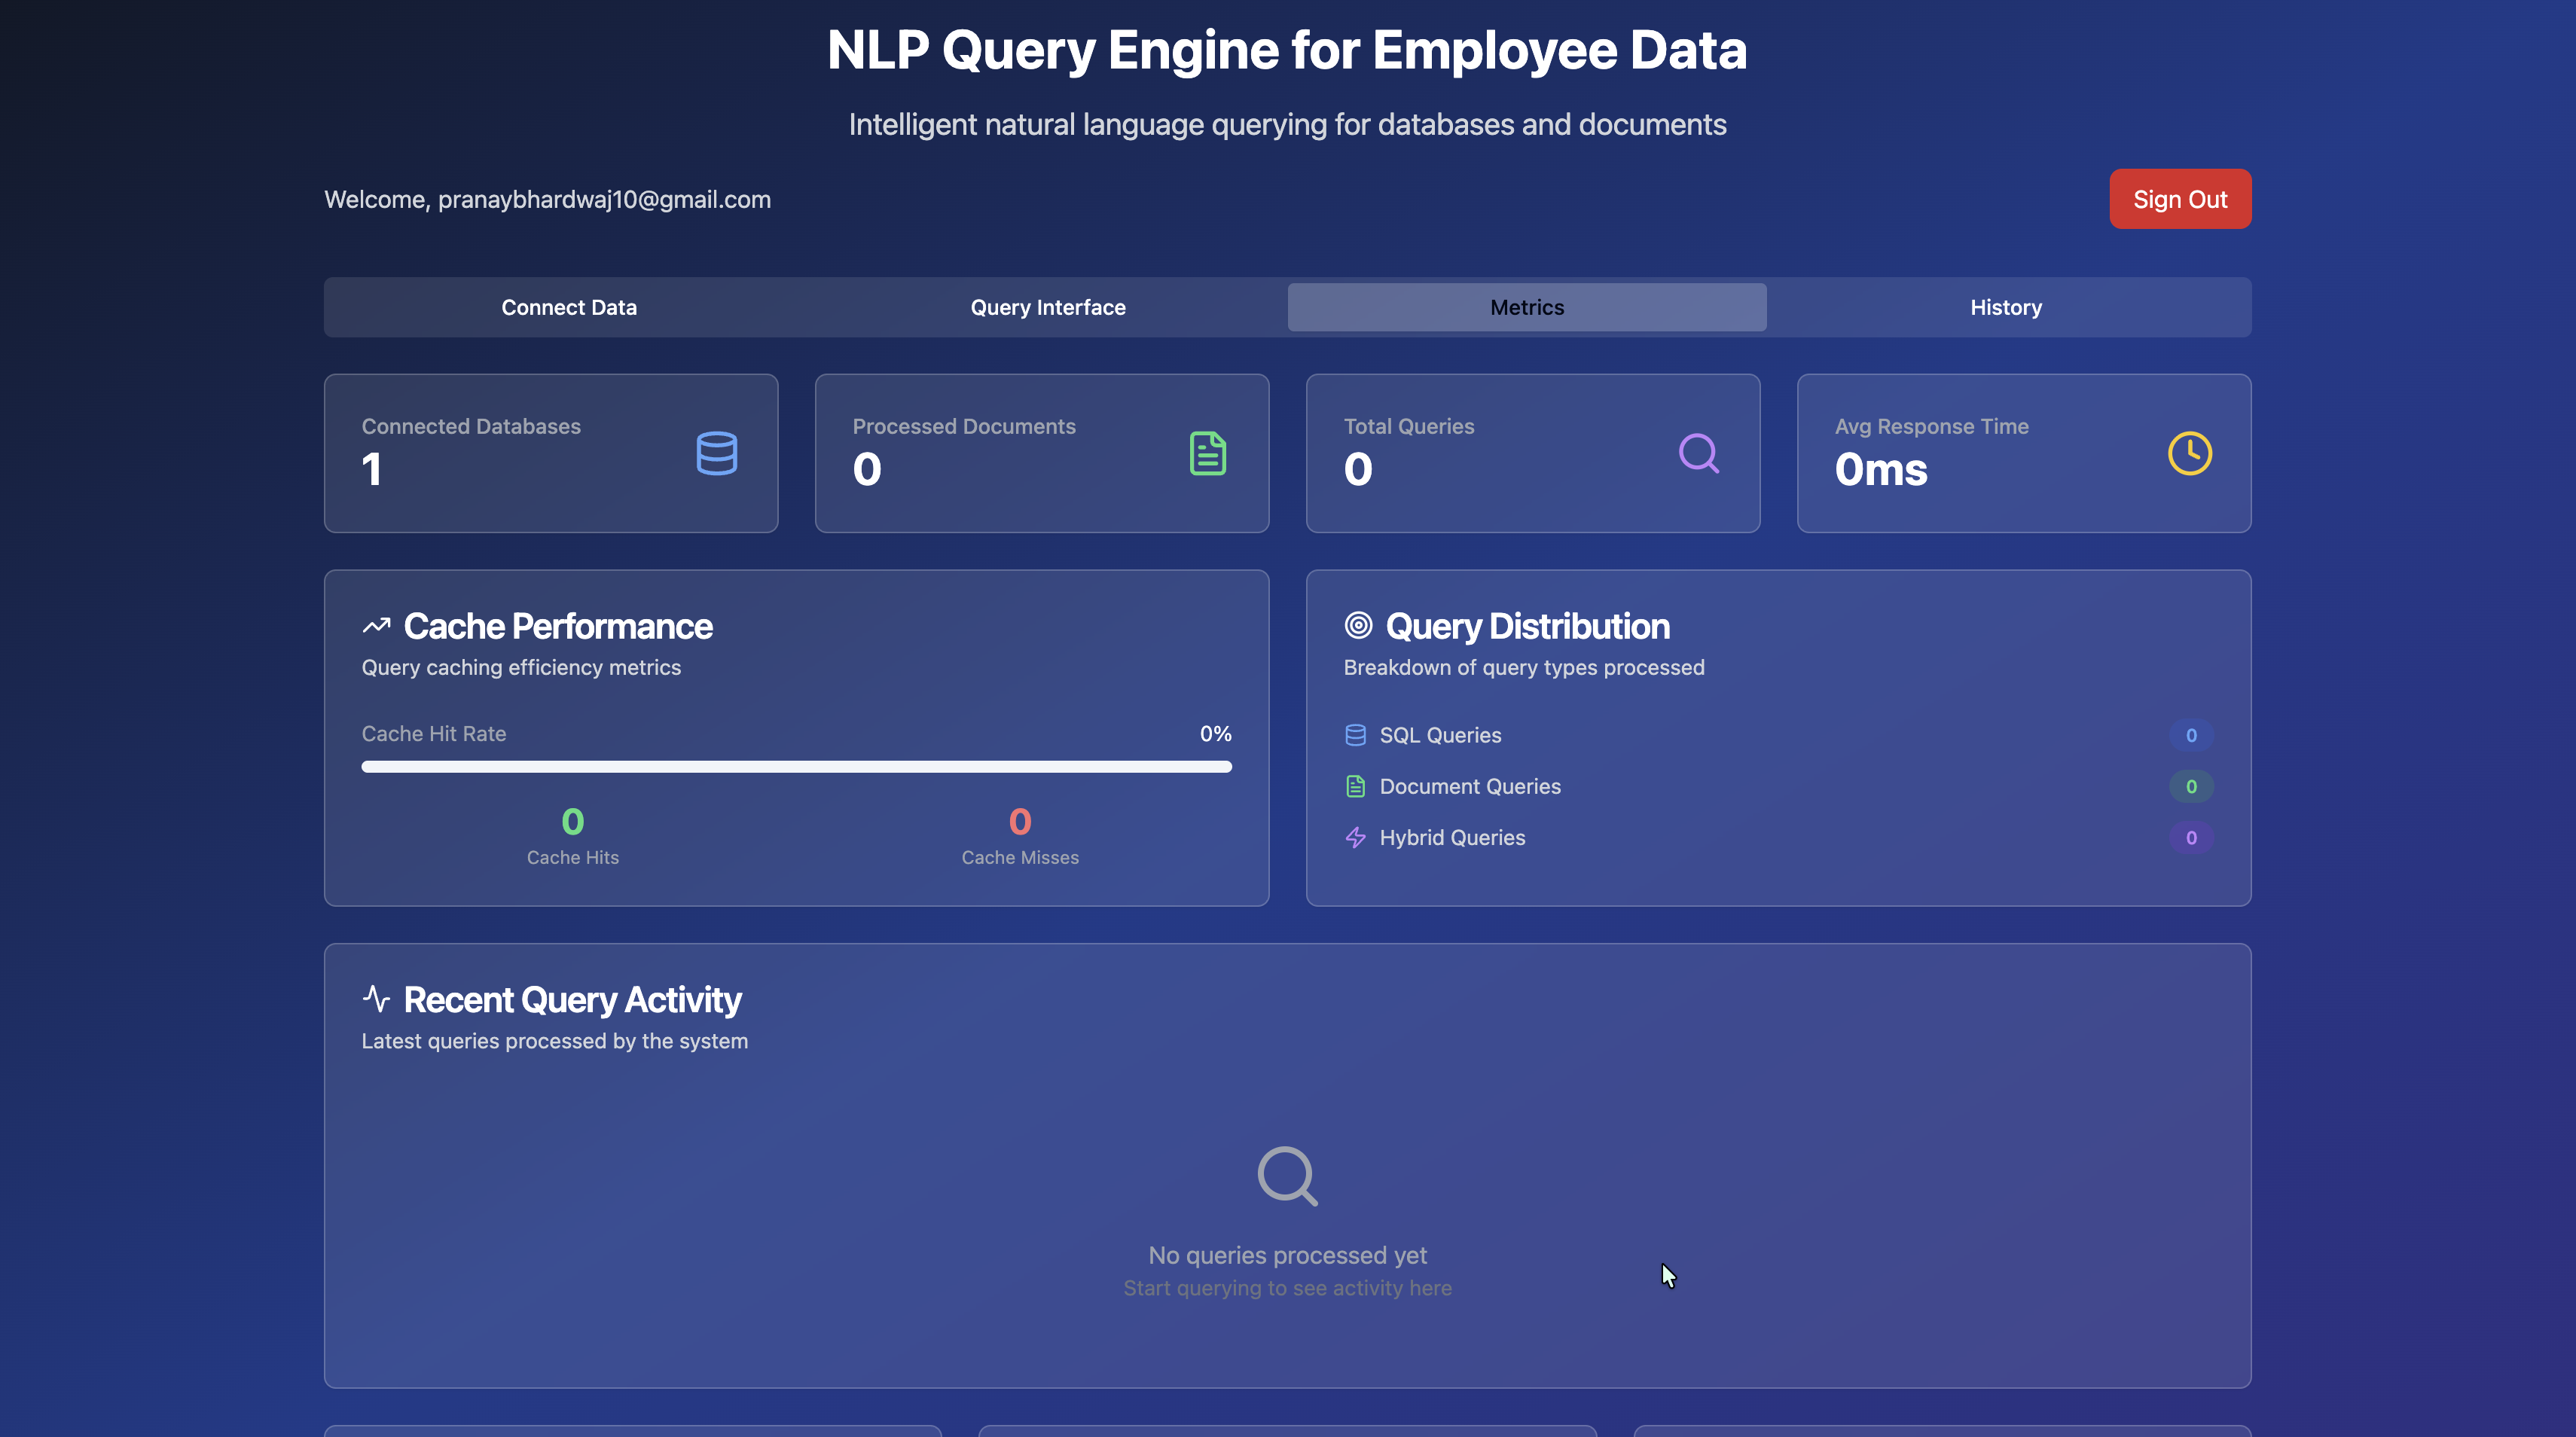 NLP Query Engine for Employee Data
Intelligent natural language querying for databases and documents
Welcome, pranaybhardwaj10@gmail.com
Sign Out
Connect Data
Query Interface
Metrics
History
Connected Databases
1
Processed Documents
0
Total Queries
0
Avg Response Time
0ms
Cache Performance
Query caching efficiency metrics
Cache Hit Rate
0%
0
Cache Hits
0
Cache Misses
Query Distribution
Breakdown of query types processed
SQL Queries
0
Document Queries
0
Hybrid Queries
0
Recent Query Activity
Latest queries processed by the system
No queries processed yet
Start querying to see activity here